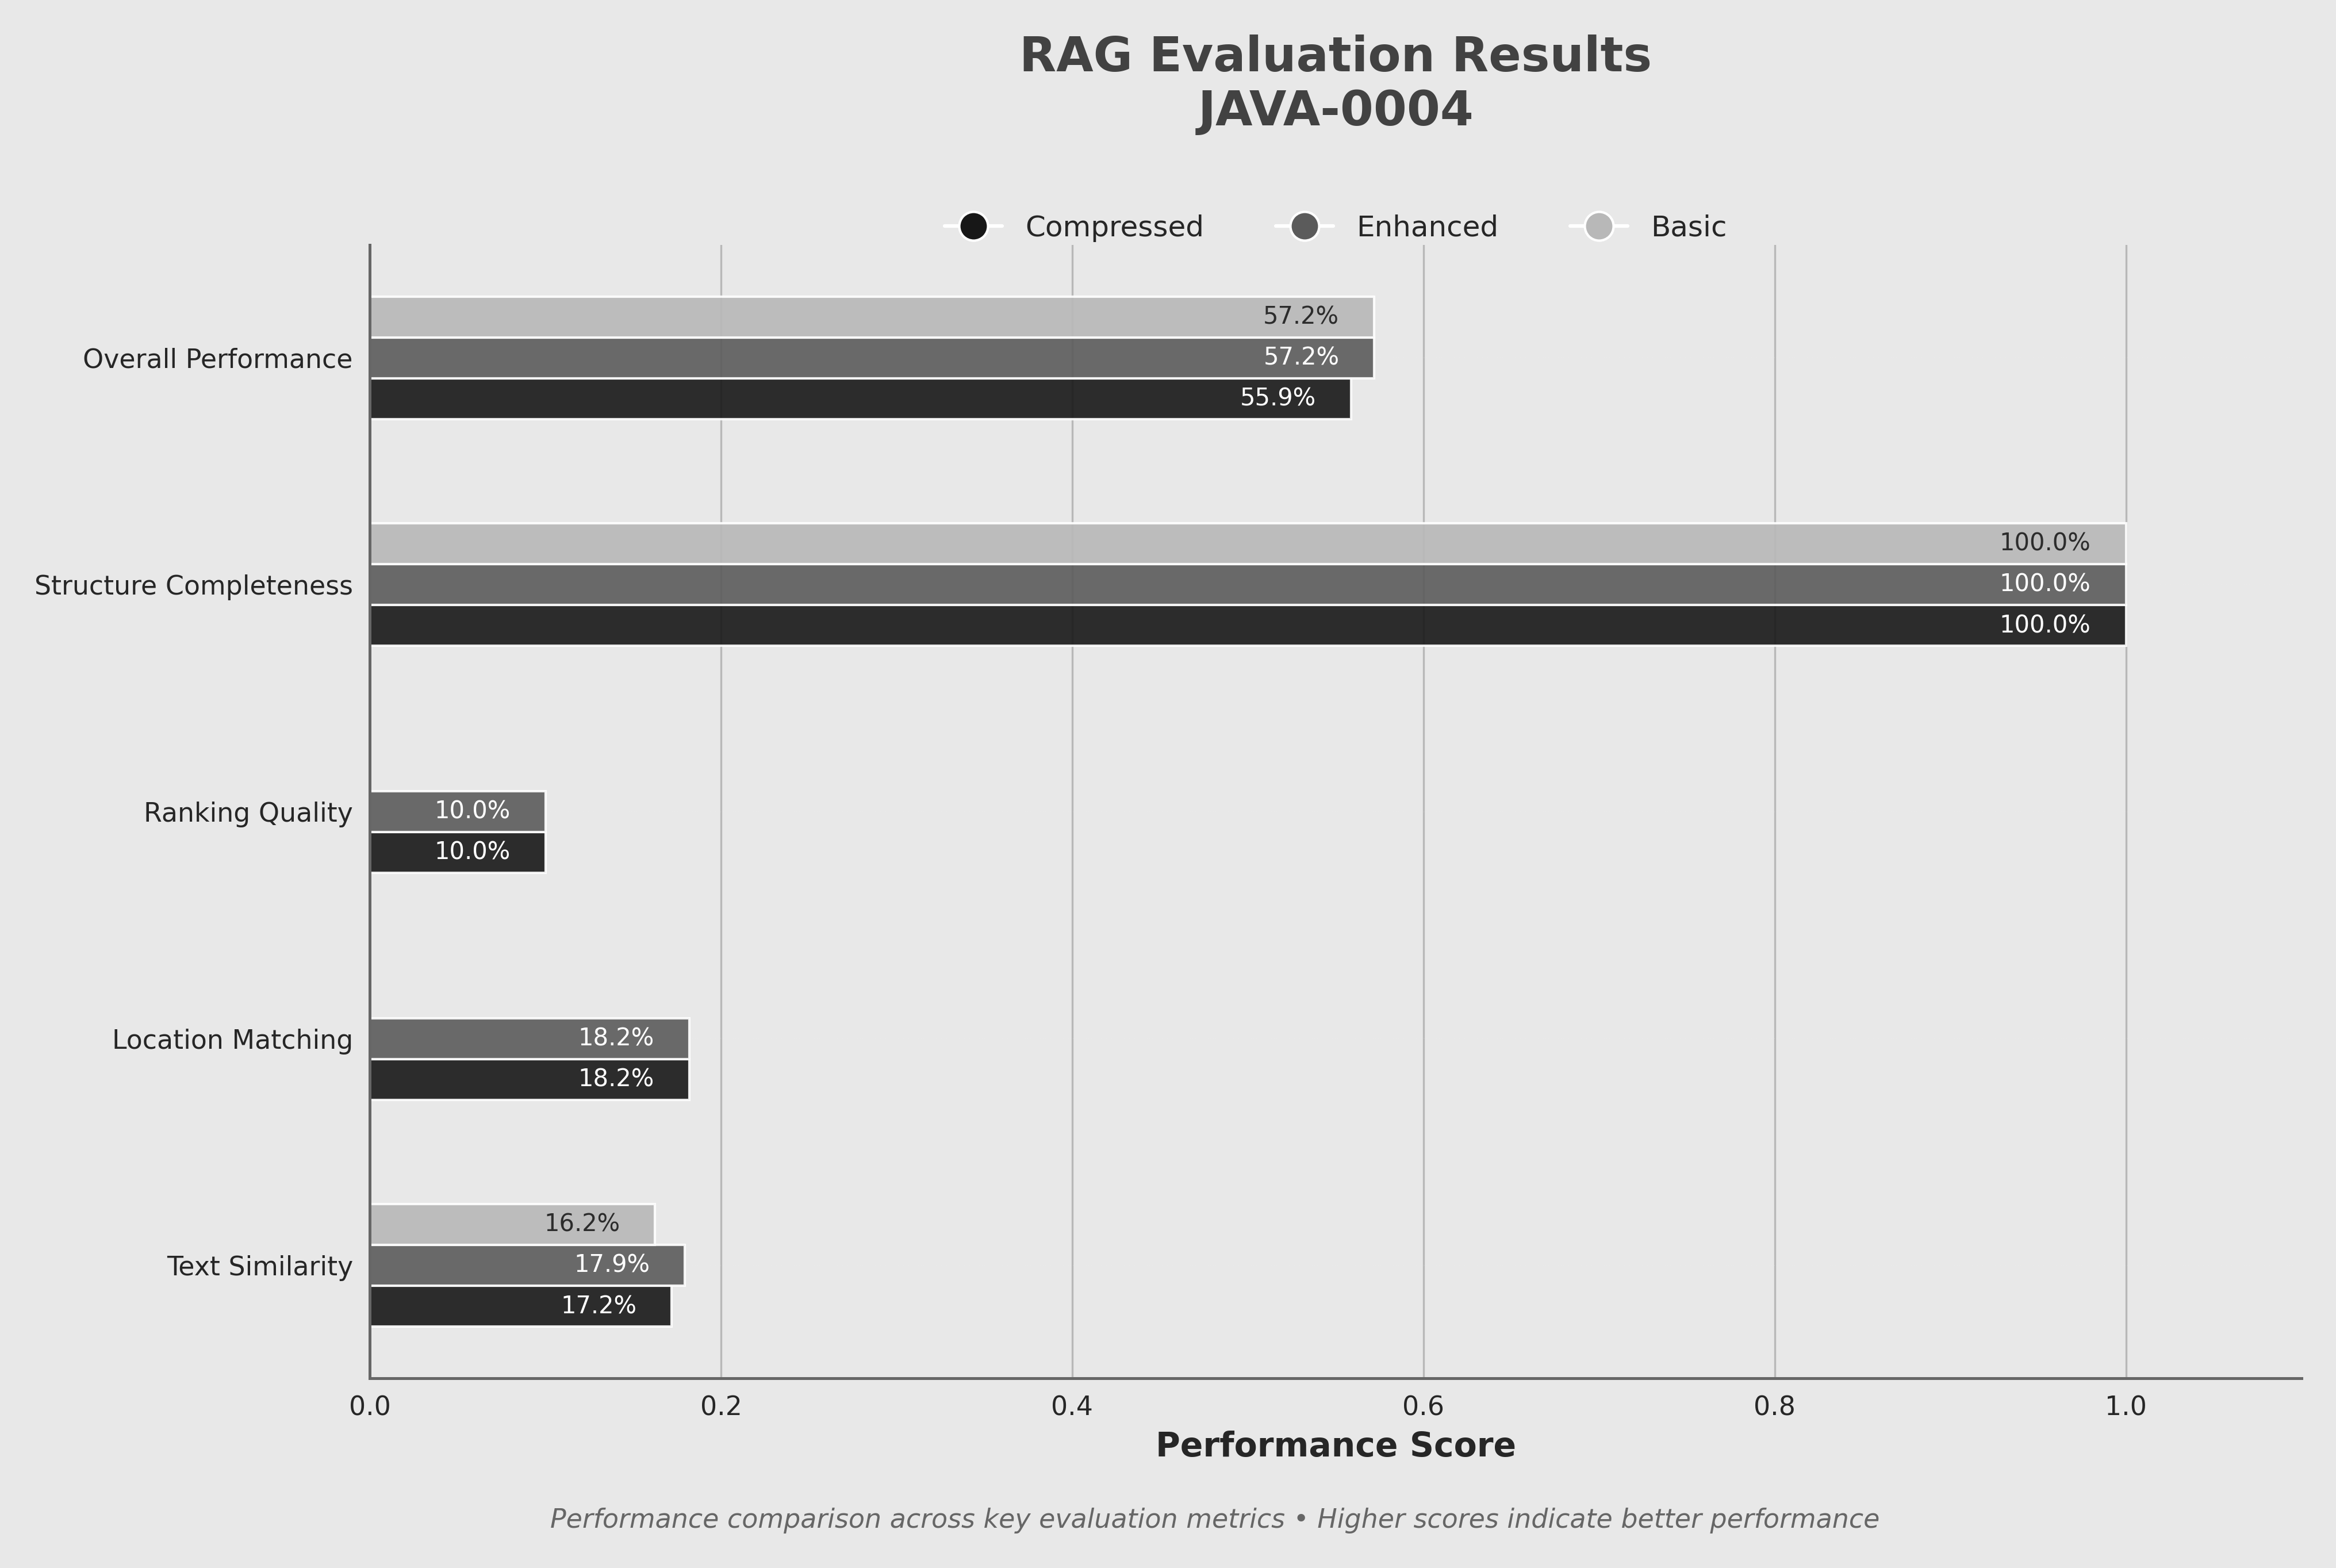 RAG Evaluation Results
JAVA-0004
Compressed
Enhanced
Basic
Overall Performance
57.2%
57.2%
55.9%
Structure Completeness
100.0%
100.0%
100.0%
Ranking Quality
10.0%
10.0%
Location Matching
18.2%
18.2%
Text Similarity
16.2%
17.9%
17.2%
0.0 0.2 0.4 0.6 0.8 1.0
Performance Score
Performance comparison across key evaluation metrics • Higher scores indicate better performance